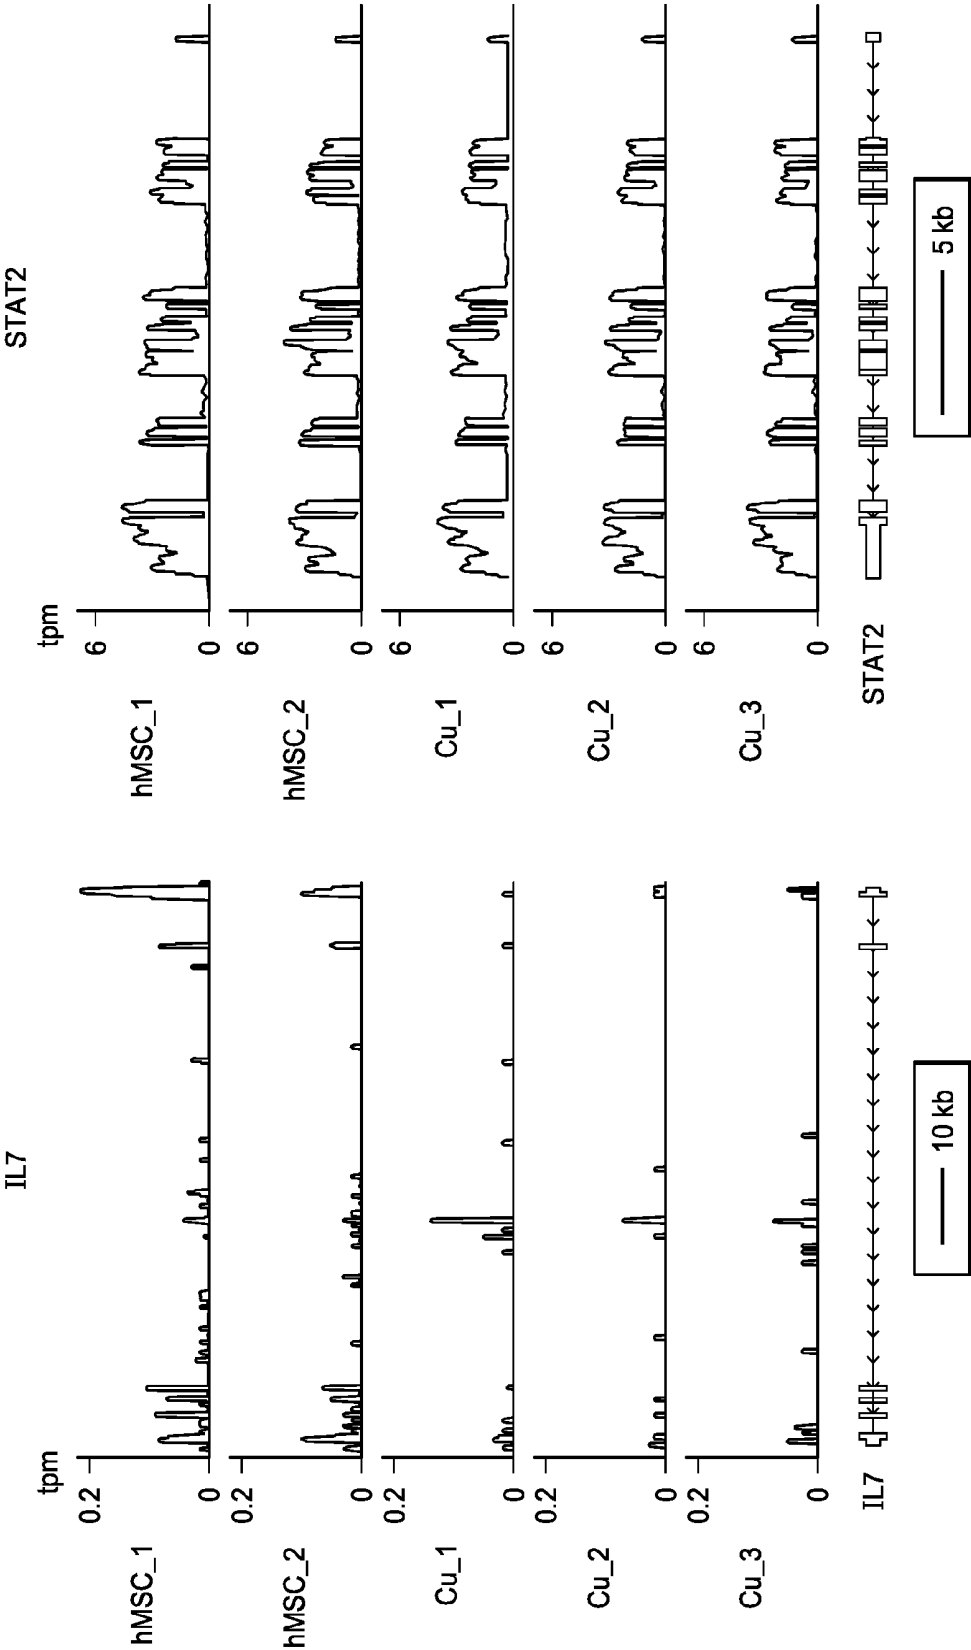 IL7
tpm
hMSC_1
0.2
0
hMSC_2
0.2
0
Cu_1
0.2
0
Cu_2
0.2
0
Cu_3
0.2
0
IL7
10 kb
STAT2
tpm
hMSC_1
6
0
hMSC_2
6
0
Cu_1
6
0
Cu_2
6
0
Cu_3
6
0
STAT2
5 kb